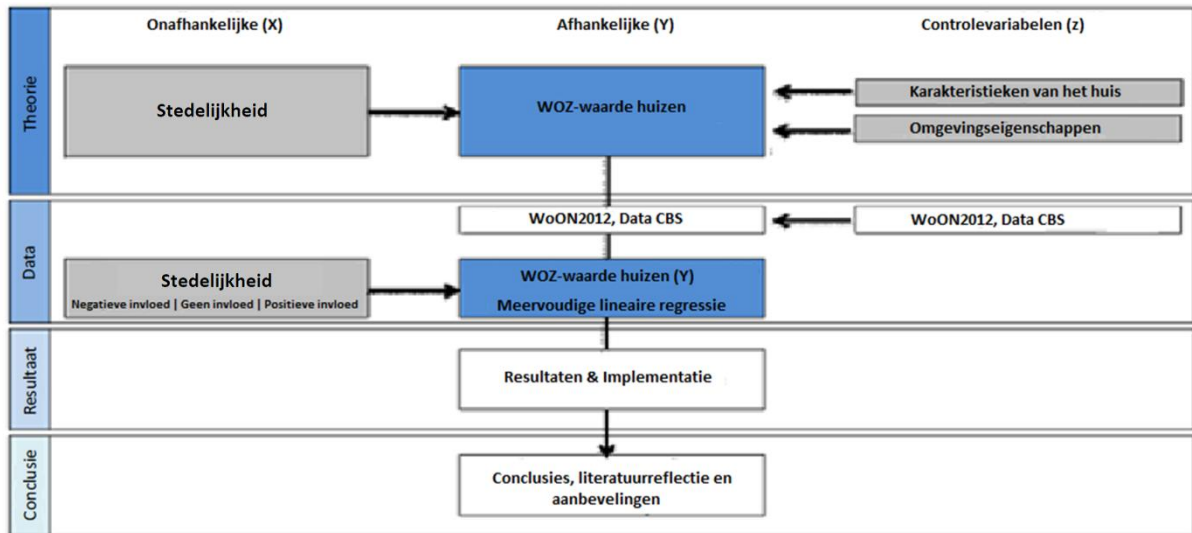 Onafhankelijke (X)
Afhankelijke (Y)
Controlevariabelen (z)
Theorie
Stedelijkheid
WOZ-waarde huizen
Karakteristieken van het huis
Omgevingseigenschappen
Data
WoON2012, Data CBS
WoON2012, Data CBS
Stedelijkheid
Negatieve invloed | Geen invloed | Positieve invloed
WOZ-waarde huizen (Y)
Meervoudige lineaire regressie
Resultaat
Resultaten & Implementatie
Conclusie
Conclusies, literatuurreflectie en
aanbevelingen